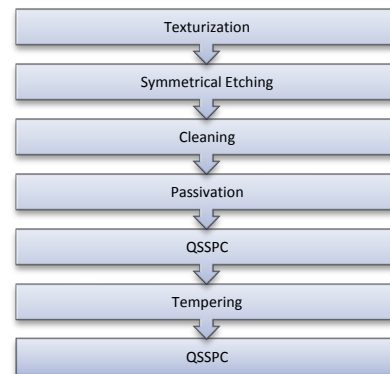 Texturization
Symmetrical Etching
Cleaning
Passivation
QSSPC
Tempering
QSSPC